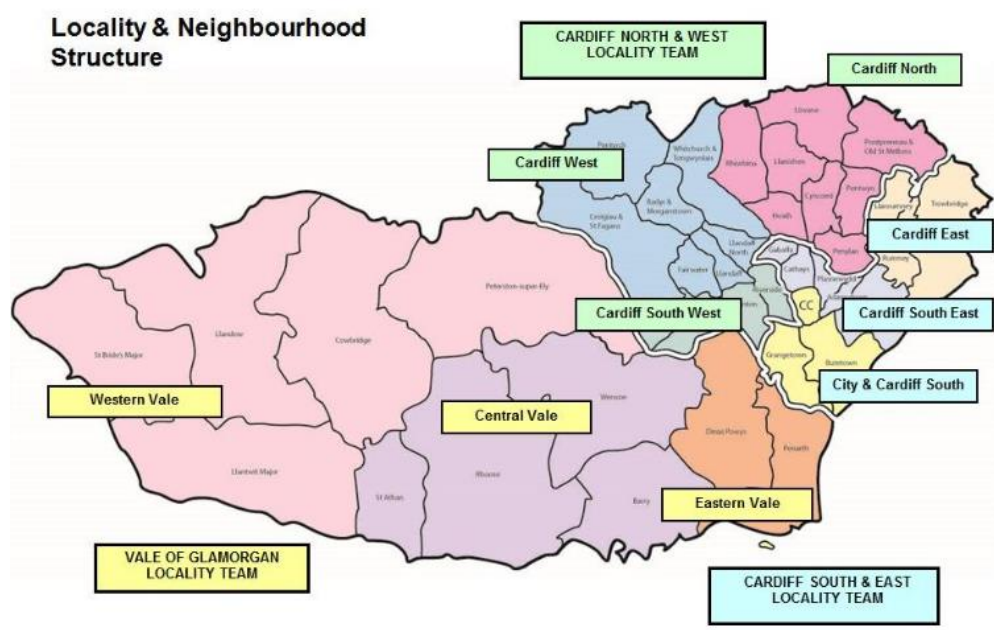 Locality & Neighbourhood
Structure
CARDIFF NORTH & WEST
LOCALITY TEAM
Cardiff North
Lisvane
Pontprennau &
Old St Mellons
Pentyrch
Whitchurch &
Tongwynlais
Rhiwbina
Llanishen
Cardiff West
Cyncoed
Pentwyn
Radyr &
Morganstown
Llanrumney
Trowbridge
Heath
Creigiau &
St Fagans
Cardiff East
Llandaff
North
Gabalfa
Penylan
Rumney
Fairwater
Llandaff
Cathays
Plasnewydd
Peterston-super-Ely
Riverside
CC
Cardiff South West
Cardiff South East
Llandow
Cowbridge
St Bride's Major
Grangetown
Butetown
City & Cardiff South
Western Vale
Central Vale
Wenvoe
Dinas Powys
Penarth
Llantwit Major
St Athan
Rhoose
Barry
Eastern Vale
VALE OF GLAMORGAN
LOCALITY TEAM
CARDIFF SOUTH & EAST
LOCALITY TEAM